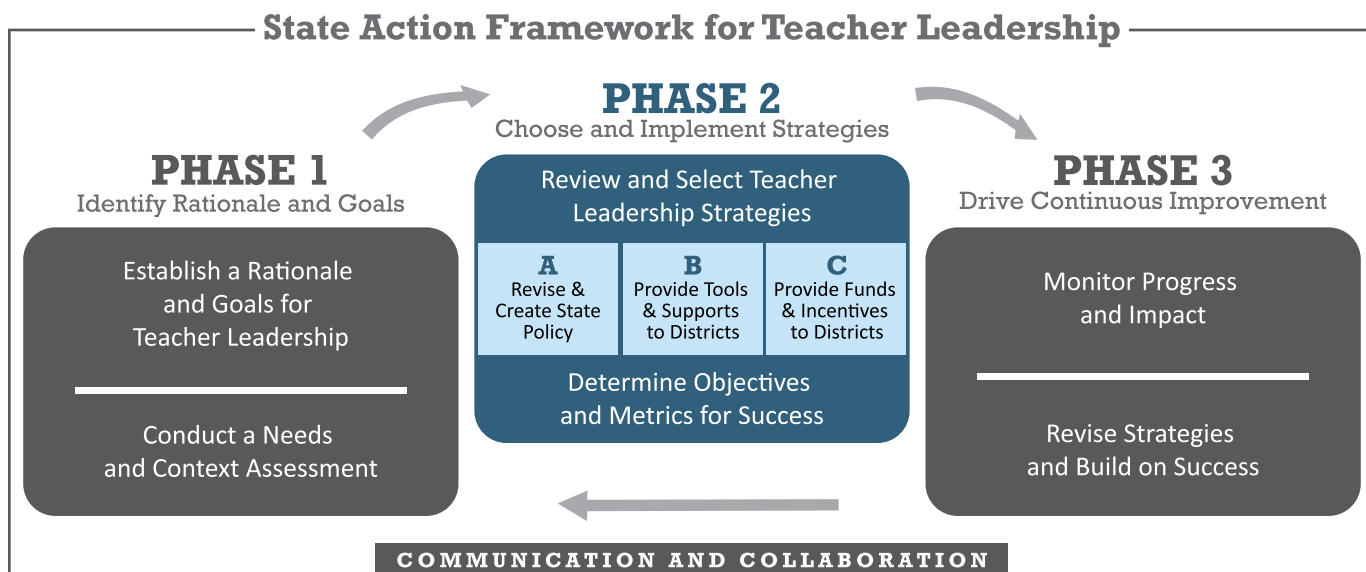 State Action Framework for Teacher Leadership
PHASE 1
Identify Rationale and Goals
Establish a Rationale
and Goals for
Teacher Leadership
Conduct a Needs
and Context Assessment
PHASE 2
Choose and Implement Strategies
Review and Select Teacher
Leadership Strategies
A
Revise &
Create State
Policy
B
Provide Tools
& Supports
to Districts
C
Provide Funds
& Incentives
to Districts
Determine Objectives
and Metrics for Success
PHASE 3
Drive Continuous Improvement
Monitor Progress
and Impact
Revise Strategies
and Build on Success
COMMUNICATION AND COLLABORATION